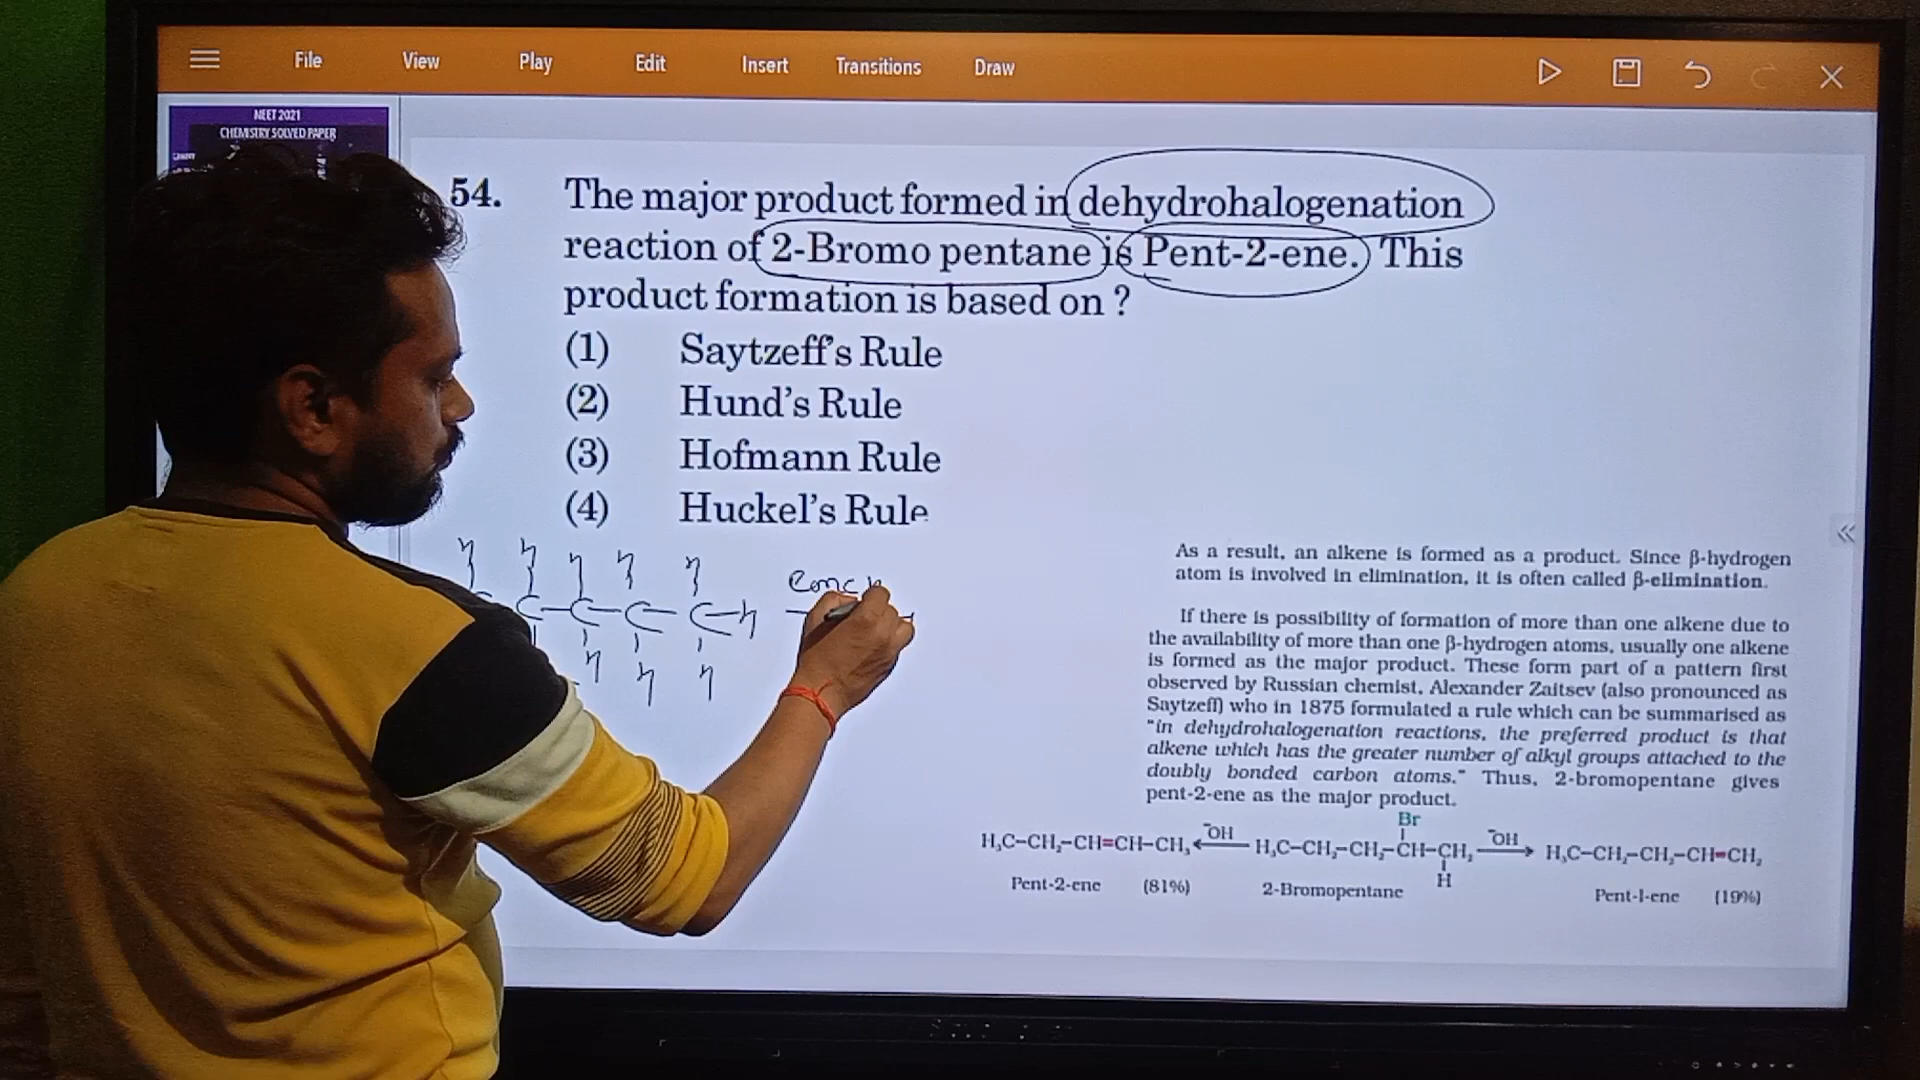 File View Play Edit Insert Transitions Draw
NEET 2021
CHEMISTRY SOLVED PAPER
54. The major product formed in dehydrohalogenation
reaction of 2-Bromo pentane is Pent-2-ene. This
product formation is based on ?
(1) Saytzeff's Rule
(2) Hund's Rule
(3) Hofmann Rule
(4) Huckel's Rule
H H H H H
C—C—C—C—H
H H H
Conc
As a result, an alkene is formed as a product. Since β-hydrogen
atom is involved in elimination, it is often called β-elimination.
If there is possibility of formation of more than one alkene due to
the availability of more than one β-hydrogen atoms, usually one alkene
is formed as the major product. These form part of a pattern first
observed by Russian chemist, Alexander Zaitsev (also pronounced as
Saytzeff) who in 1875 formulated a rule which can be summarised as
"in dehydrohalogenation reactions, the preferred product is that
alkene which has the greater number of alkyl groups attached to the
doubly bonded carbon atoms." Thus, 2-bromopentane gives
pent-2-ene as the major product.
Br
H₃C−CH₂−CH=CH−CH₃ ⟵ ⁻OH H₃C−CH₂−CH₂−CH−CH₂ ⁻OH ⟶ H₃C−CH₂−CH₂−CH=CH₂
H
Pent-2-ene (81%) 2-Bromopentane Pent-1-ene (19%)